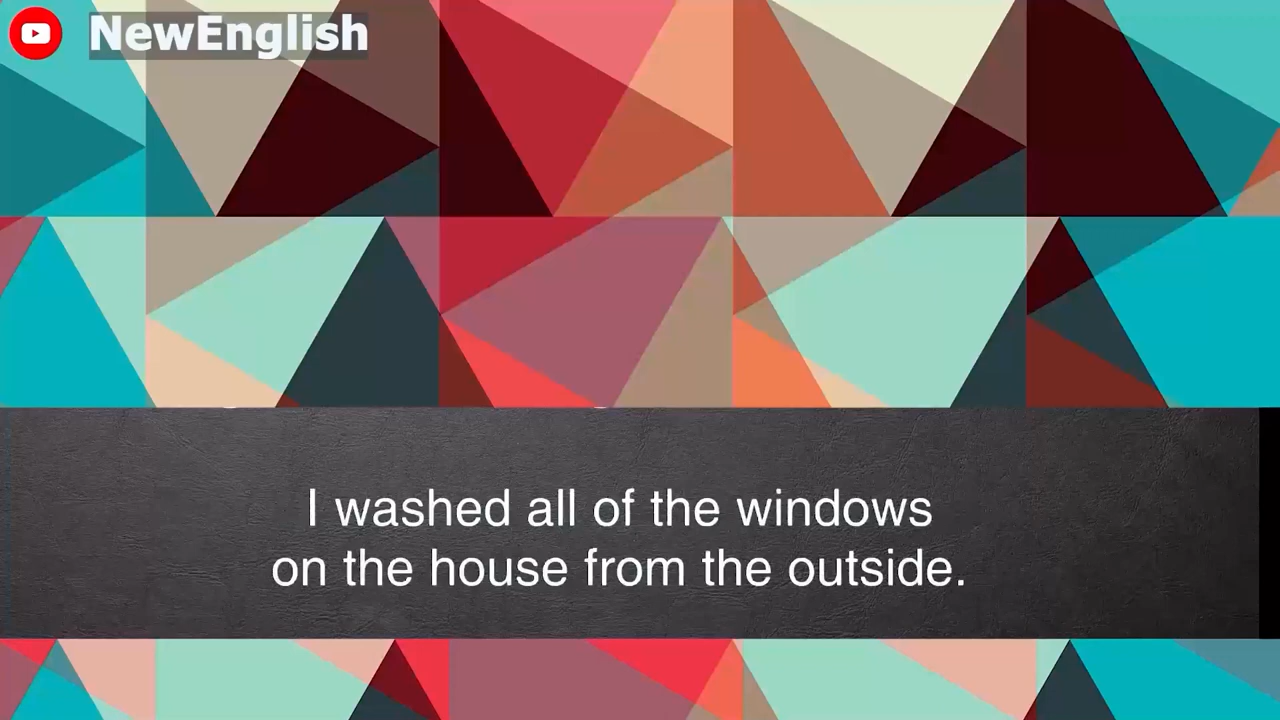 NewEnglish
I washed all of the windows
on the house from the outside.